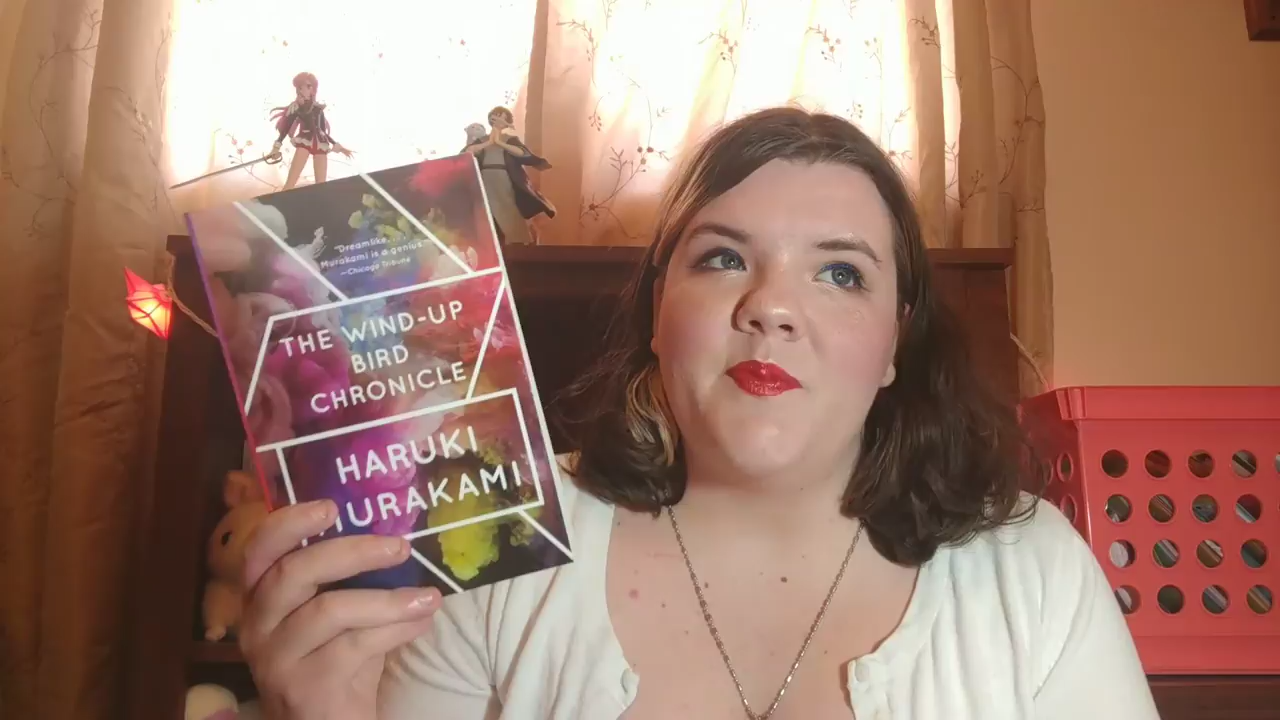 "Dreamlike....
Murakami is a genius."
—Chicago Tribune
THE WIND-UP
BIRD
CHRONICLE
HARUKI
MURAKAMI